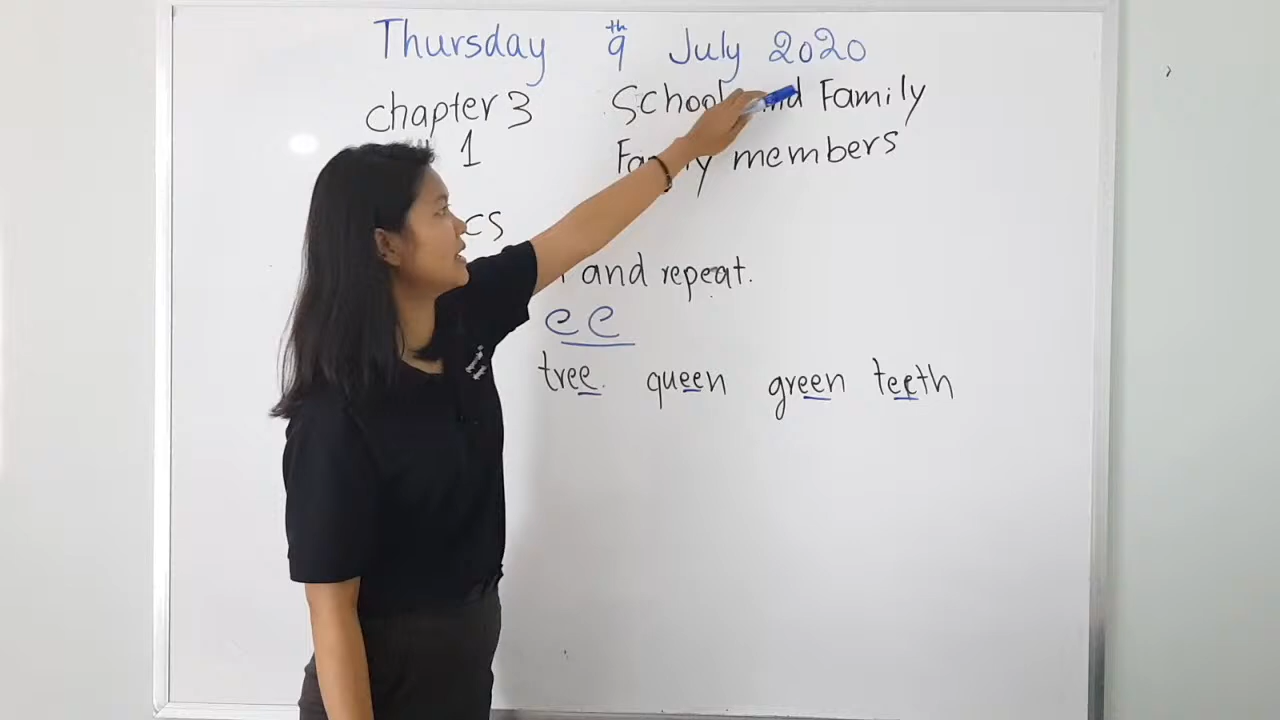 Thursday 9th July 2020
chapter 3 School and Family
1 Family members
cs
and repeat.
ee
tree. queen green teeth